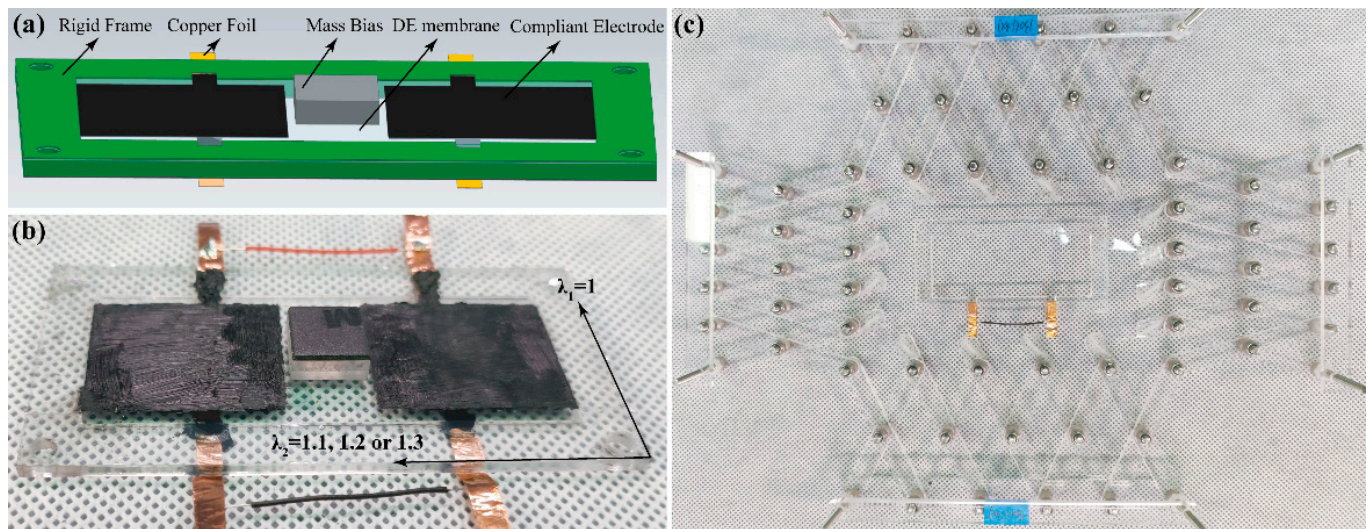 (a)
Rigid Frame
Copper Foil
Mass Bias
DE membrane
Compliant Electrode
(b)
λ₁=1
λ₂=1.1, 1.2 or 1.3
(c)